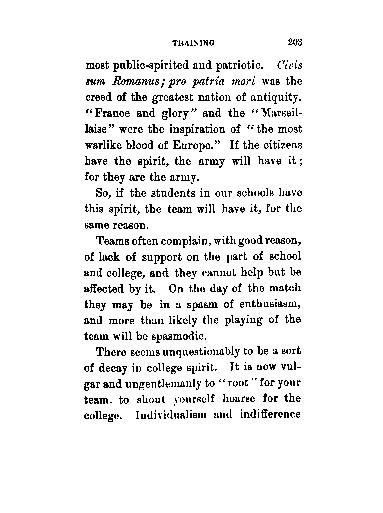 TRAINING 203
most public-spirited and patriotic. Civis
sum Romanus; pro patria mori was the
creed of the greatest nation of antiquity.
"France and glory" and the "Marseil-
laise" were the inspiration of "the most
warlike blood of Europe." If the citizens
have the spirit, the army will have it;
for they are the army.
So, if the students in our schools have
this spirit, the team will have it, for the
same reason.
Teams often complain, with good reason,
of lack of support on the part of school
and college, and they cannot help but be
affected by it. On the day of the match
they may be in a spasm of enthusiasm,
and more than likely the playing of the
team will be spasmodic.
There seems unquestionably to be a sort
of decay in college spirit. It is now vul-
gar and ungentlemanly to "root" for your
team. to shout yourself hoarse for the
college. Individualism and indifference